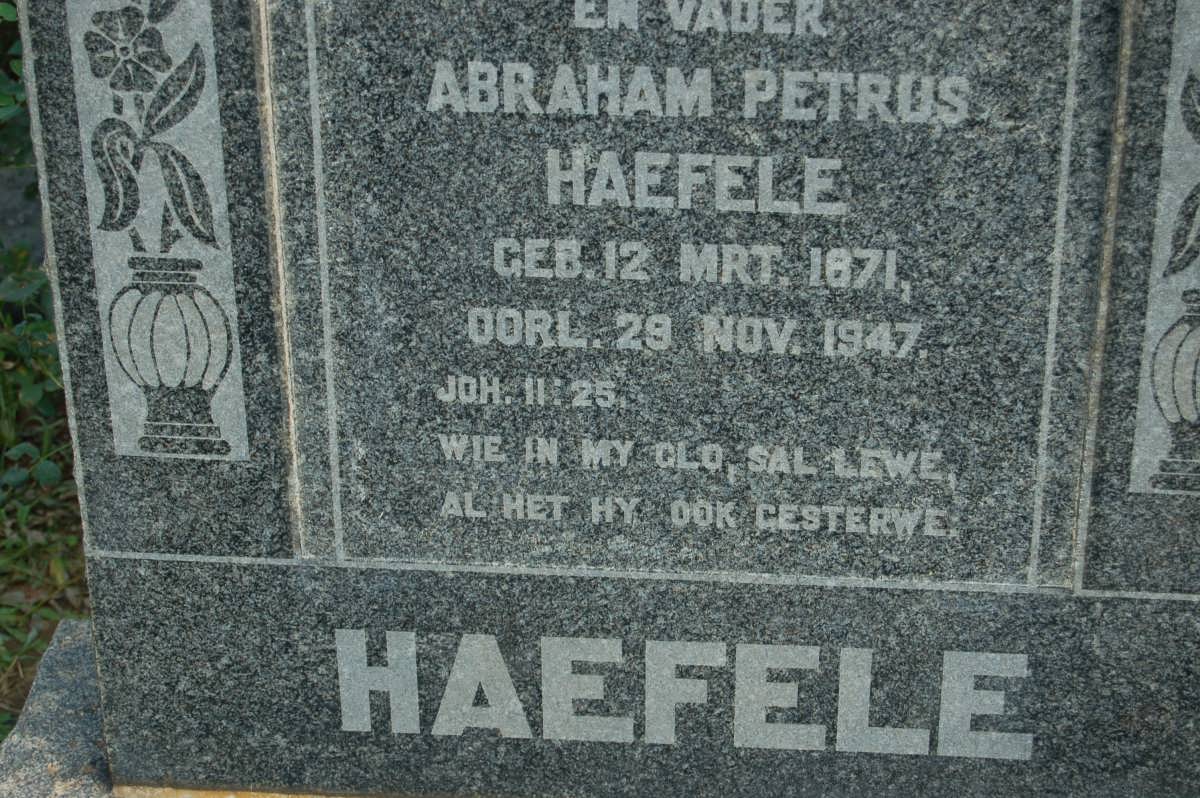 EN VADER
ABRAHAM PETRUS
HAEFELE
GEB. 12 MRT. 1871,
OORL. 29 NOV. 1947.
JOH. 11:25.
WIE IN MY GLO, SAL LEWE,
AL HET HY OOK GESTERWE.
HAEFELE